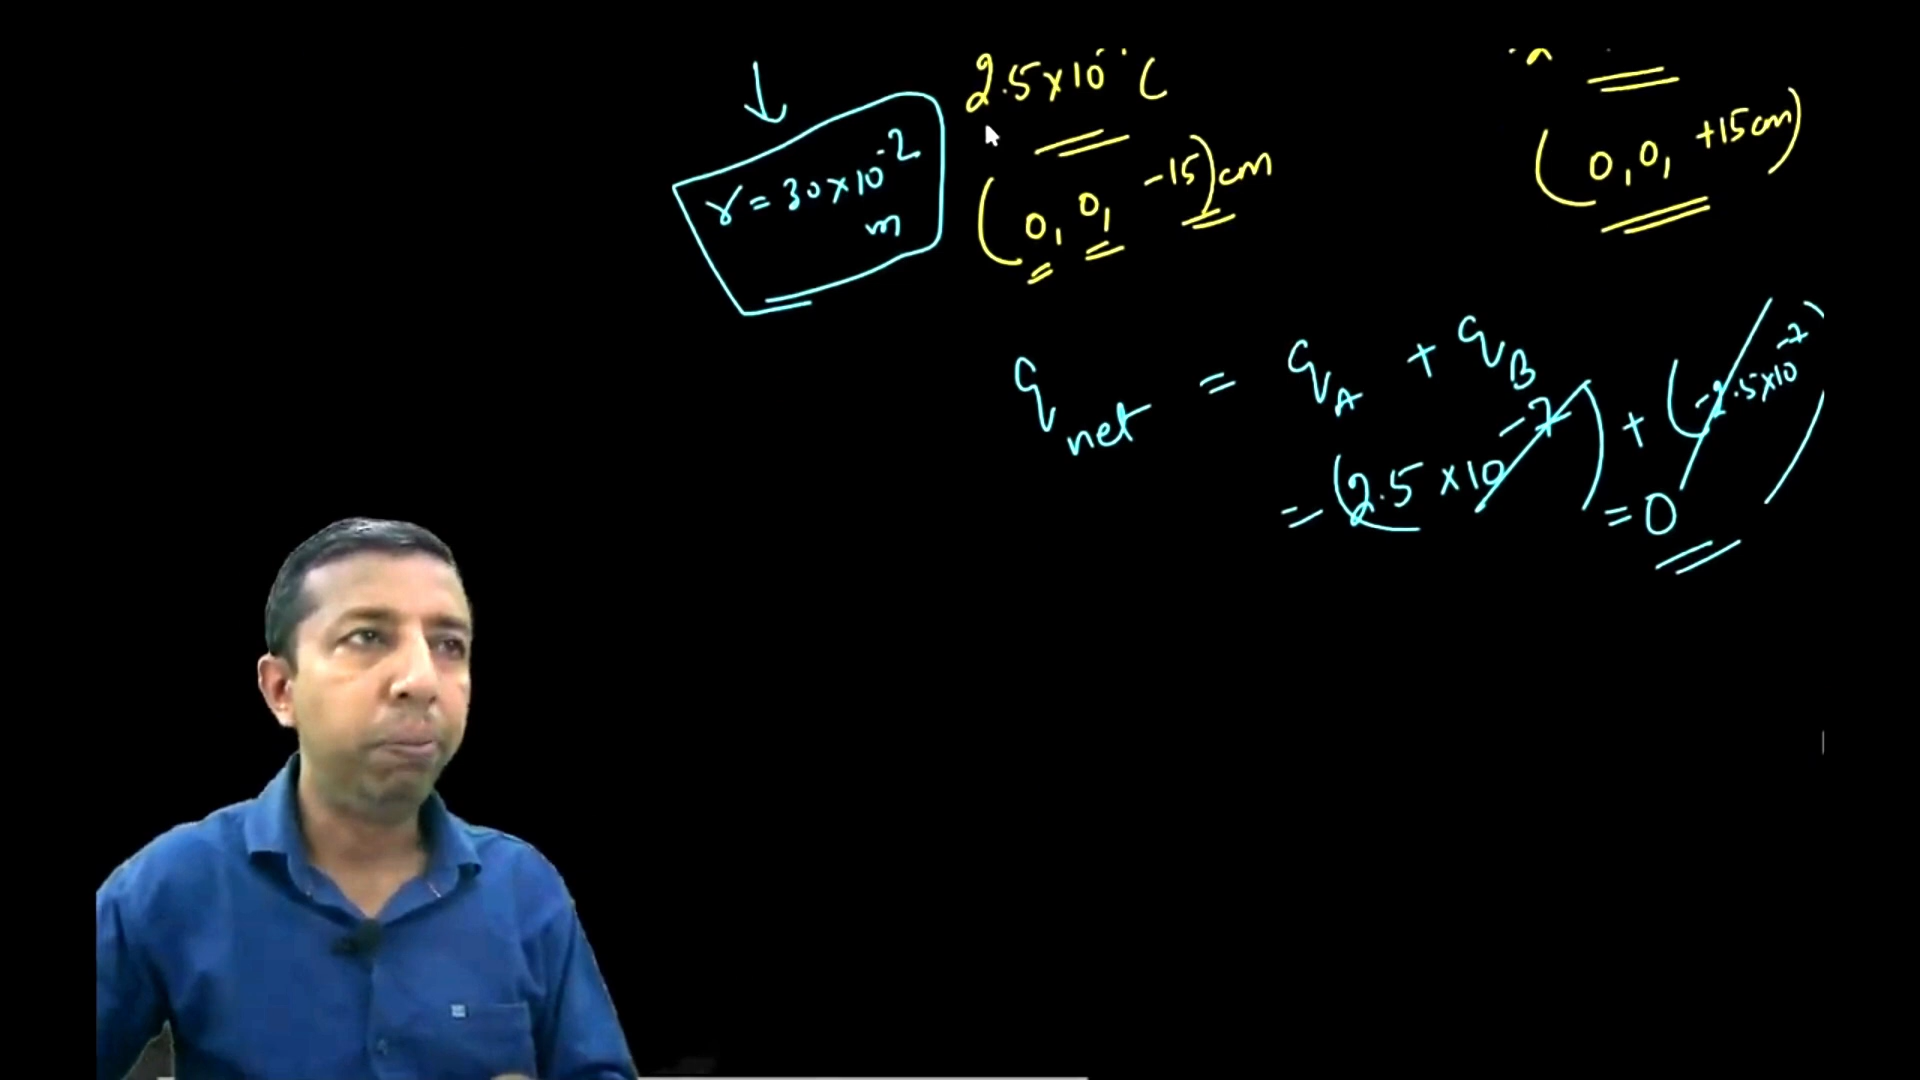 2.5×10 C
r = 30×10⁻² m
(0, 0, -15) cm
(0, 0, +15 cm)
q_net = q_A + q_B
= (2.5×10⁻⁷) + (-2.5×10⁻⁷)
= 0